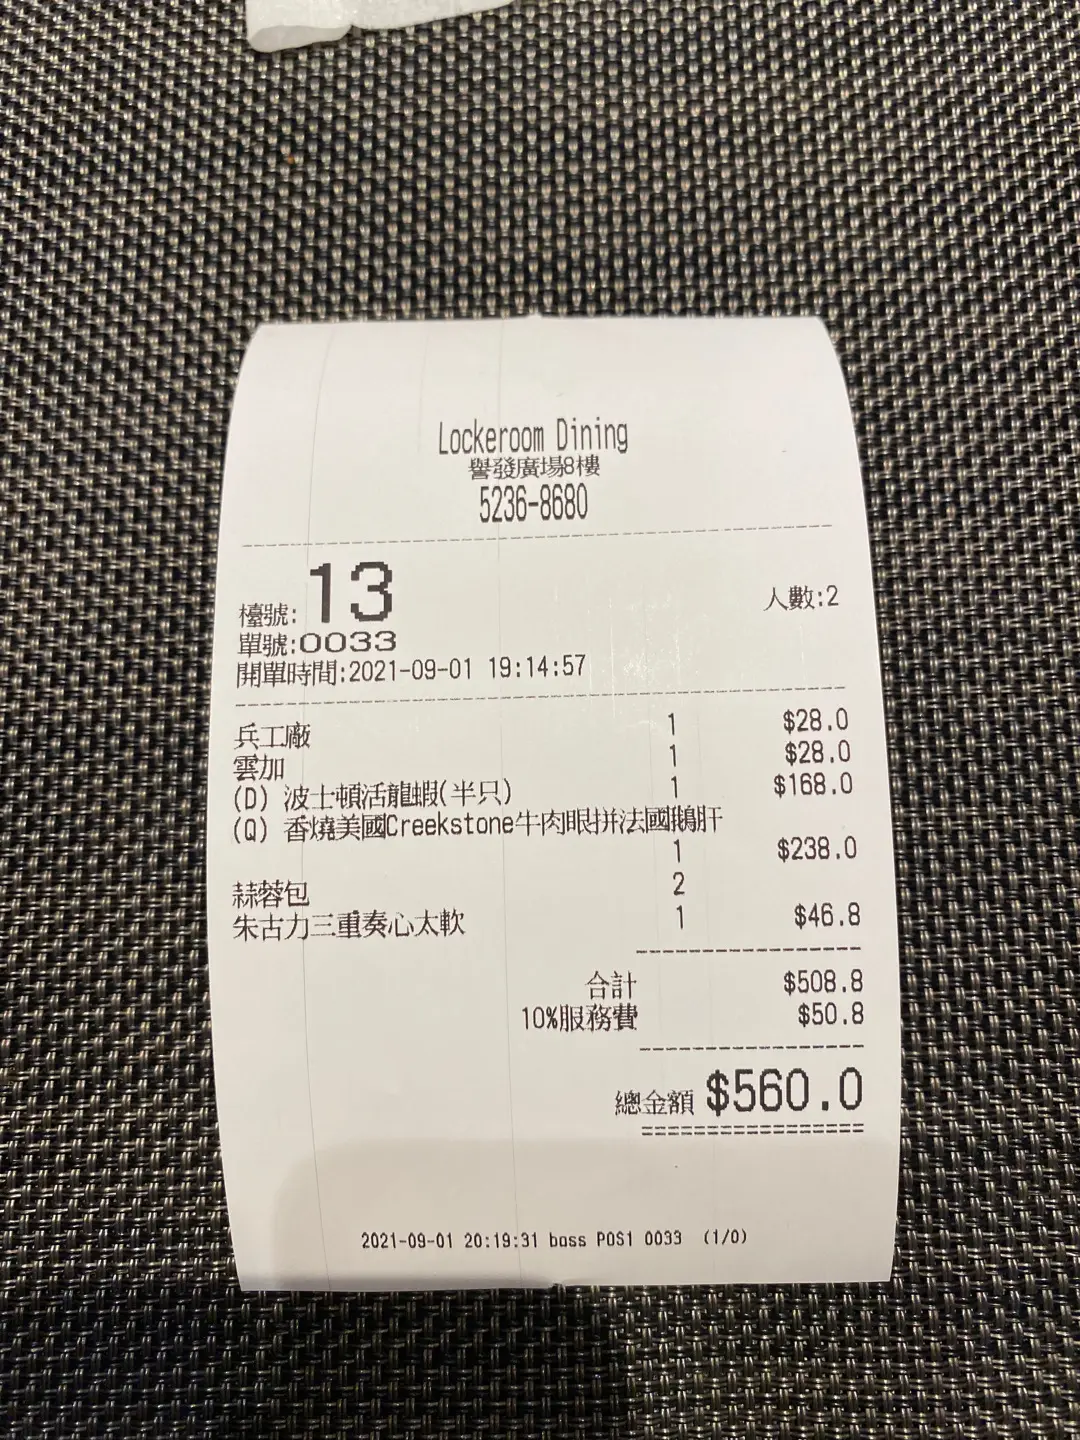 Lockeroom Dining
譽發廣場8樓
5236-8680
檯號: 13 人數:2
單號:0033
開單時間:2021-09-01 19:14:57
兵工廠 1 $28.0
雲加 1 $28.0
(D) 波士頓活龍蝦(半只) 1 $168.0
(Q) 香燒美國Creekstone牛肉眼拼法國鵝肝
1 $238.0
蒜蓉包 2
朱古力三重奏心太軟 1 $46.8
合計 $508.8
10%服務費 $50.8
總金額 $560.0
2021-09-01 20:19:31 boss POS1 0033 (1/0)